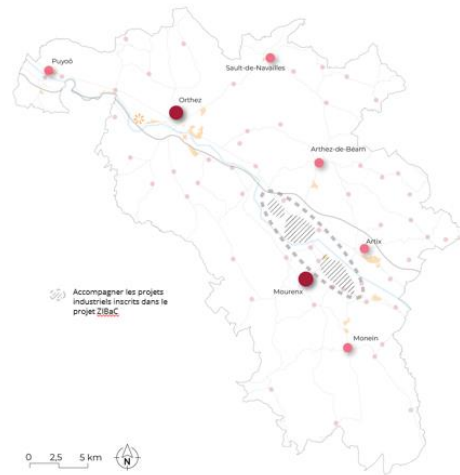 Puyoô
Sault-de-Navailles
Orthez
Arthez-de-Béarn
Artix
Mourenx
Monein
Accompagner les projets
industriels inscrits dans le
projet ZIBaC
0 2,5 5 km
N